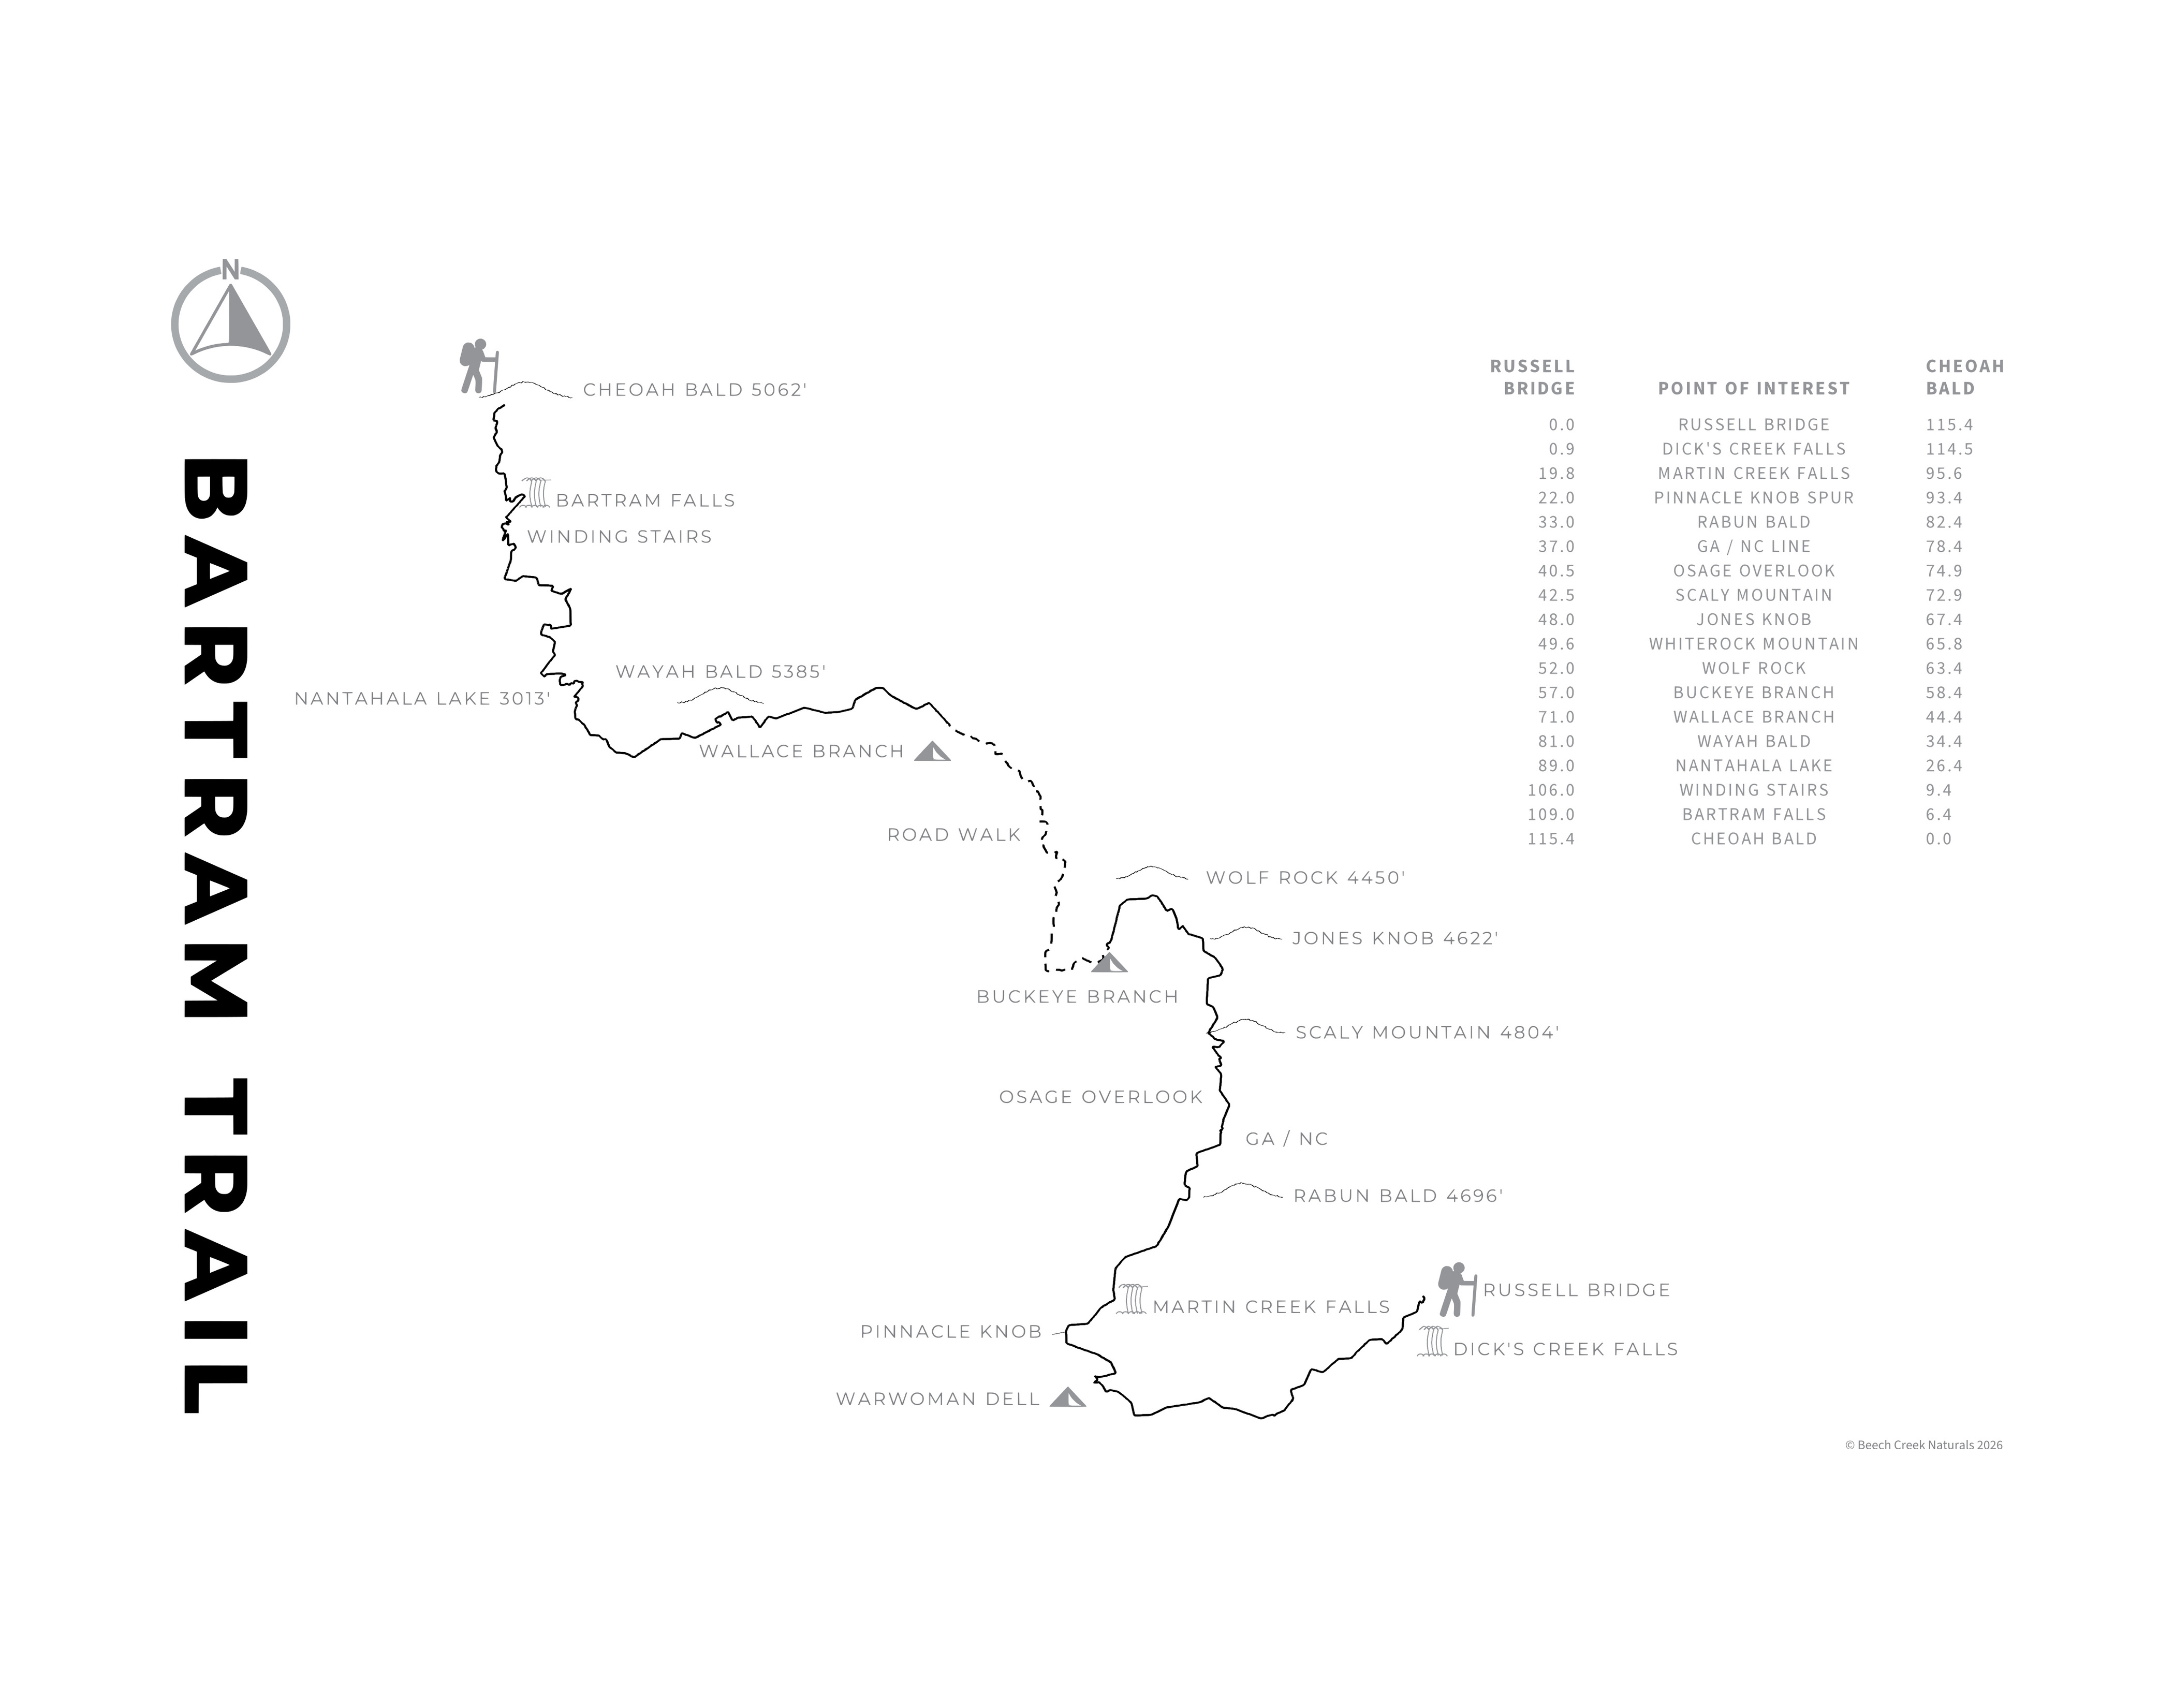 N
BARTRAM TRAIL
CHEOAH BALD 5062'
BARTRAM FALLS
WINDING STAIRS
WAYAH BALD 5385'
NANTAHALA LAKE 3013'
WALLACE BRANCH
ROAD WALK
WOLF ROCK 4450'
JONES KNOB 4622'
BUCKEYE BRANCH
SCALY MOUNTAIN 4804'
OSAGE OVERLOOK
GA / NC
RABUN BALD 4696'
RUSSELL BRIDGE
MARTIN CREEK FALLS
PINNACLE KNOB
DICK'S CREEK FALLS
WARWOMAN DELL
RUSSELL CHEOAH
BRIDGE POINT OF INTEREST BALD
0.0 RUSSELL BRIDGE 115.4
0.9 DICK'S CREEK FALLS 114.5
19.8 MARTIN CREEK FALLS 95.6
22.0 PINNACLE KNOB SPUR 93.4
33.0 RABUN BALD 82.4
37.0 GA / NC LINE 78.4
40.5 OSAGE OVERLOOK 74.9
42.5 SCALY MOUNTAIN 72.9
48.0 JONES KNOB 67.4
49.6 WHITEROCK MOUNTAIN 65.8
52.0 WOLF ROCK 63.4
57.0 BUCKEYE BRANCH 58.4
71.0 WALLACE BRANCH 44.4
81.0 WAYAH BALD 34.4
89.0 NANTAHALA LAKE 26.4
106.0 WINDING STAIRS 9.4
109.0 BARTRAM FALLS 6.4
115.4 CHEOAH BALD 0.0
© Beech Creek Naturals 2026